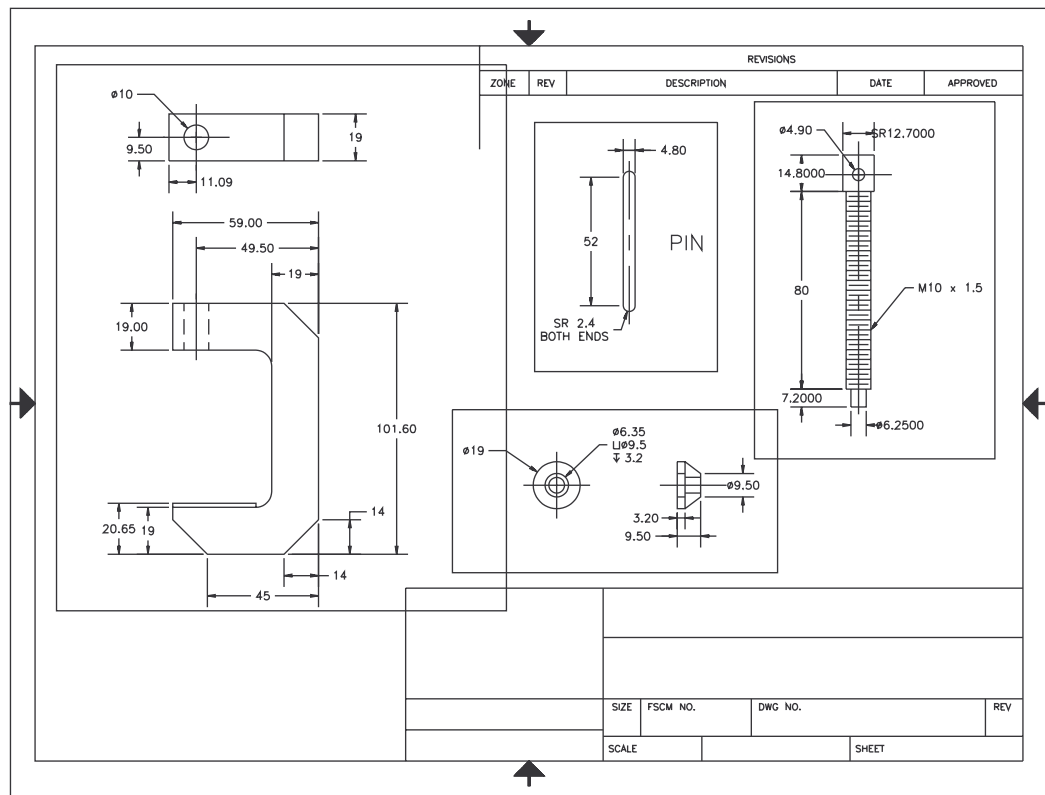 REVISIONS
ZONE REV DESCRIPTION DATE APPROVED
ø10
9.50
11.09
19
59.00
49.50
19
19.00
101.60
20.65
19
14
14
45
4.80
52
PIN
SR 2.4
BOTH ENDS
ø4.90
SR12.7000
14.8000
80
M10 x 1.5
7.2000
ø6.2500
ø19
ø6.35
⌴ø9.5
↧ 3.2
ø9.50
3.20
9.50
SIZE FSCM NO. DWG NO. REV
SCALE SHEET